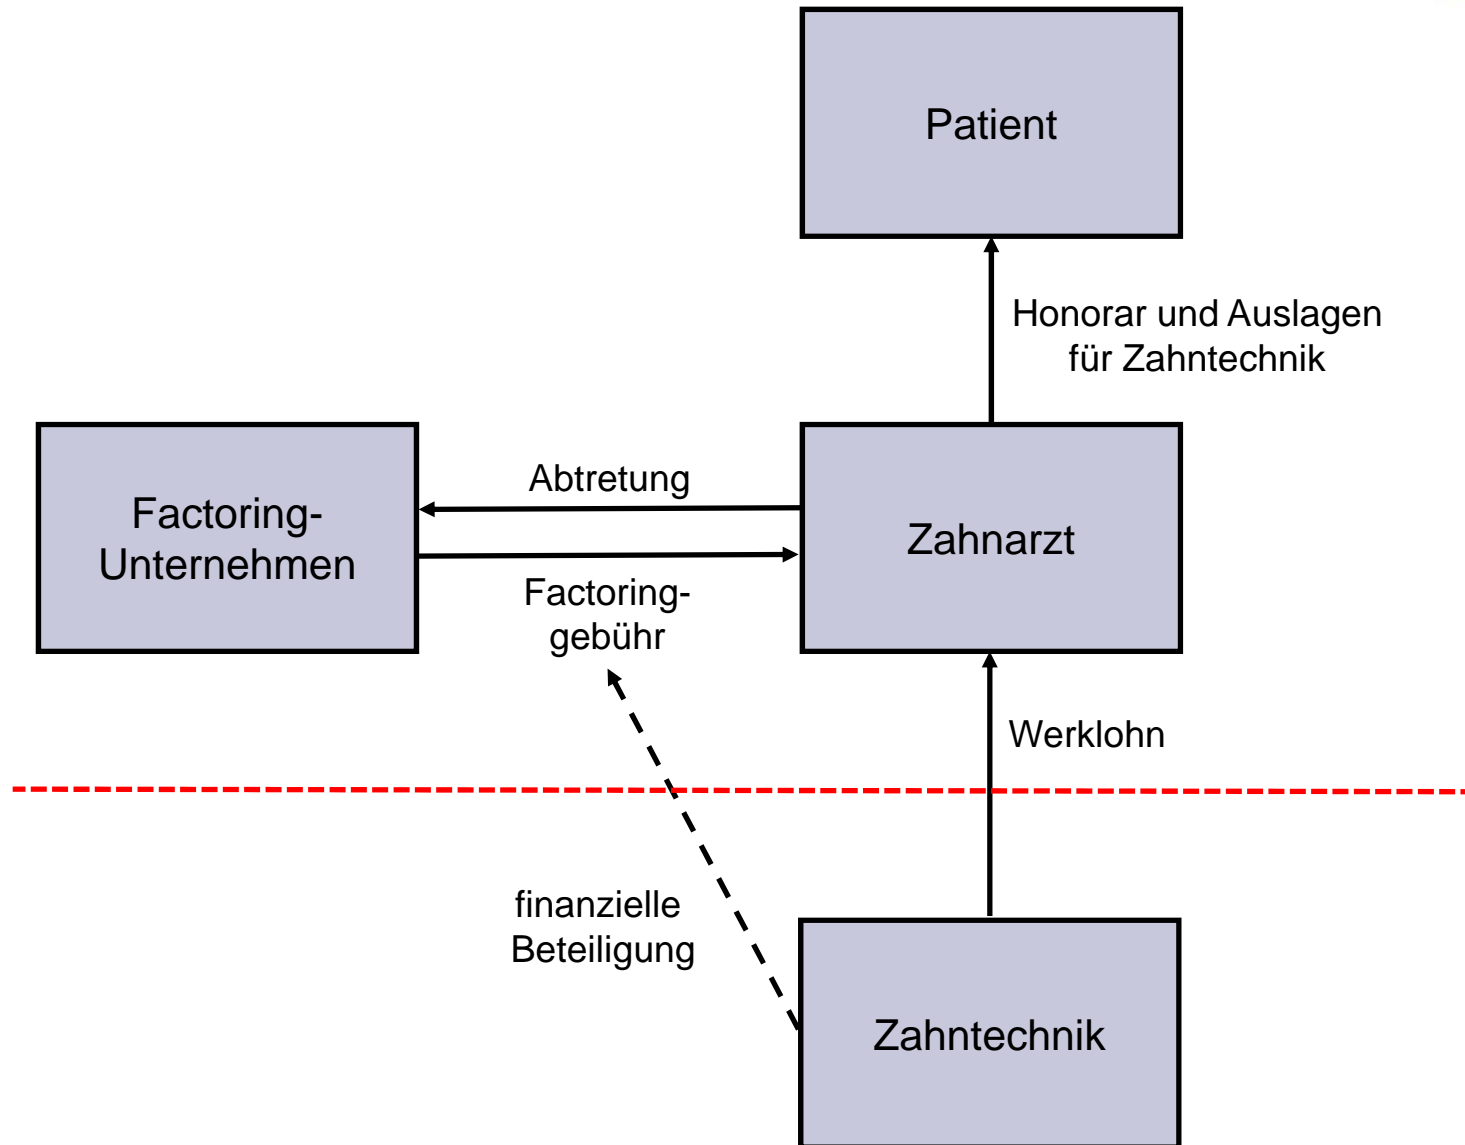 Patient
Honorar und Auslagen
für Zahntechnik
Factoring-
Unternehmen
Abtretung
Zahnarzt
Factoring-
gebühr
Werklohn
finanzielle
Beteiligung
Zahntechnik